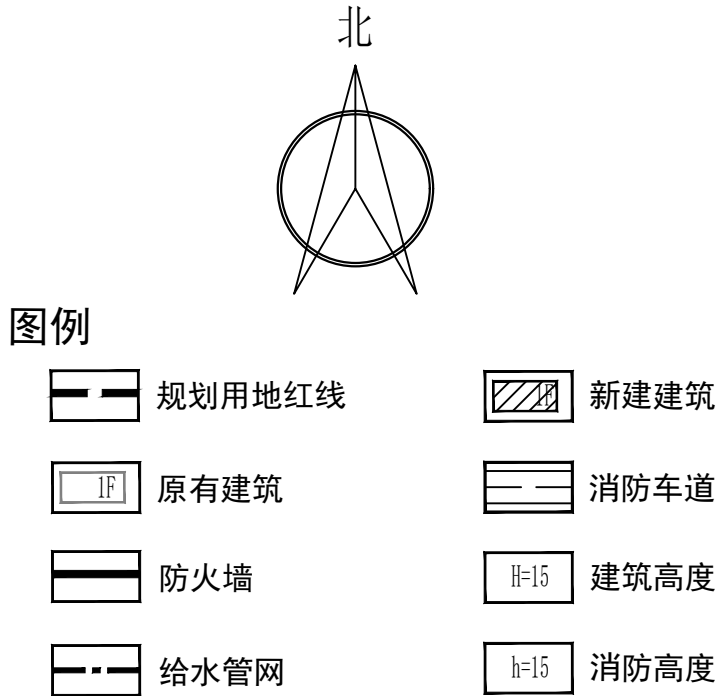 北
图例
规划用地红线
1F 新建建筑
1F 原有建筑
消防车道
防火墙
H=15 建筑高度
给水管网
h=15 消防高度